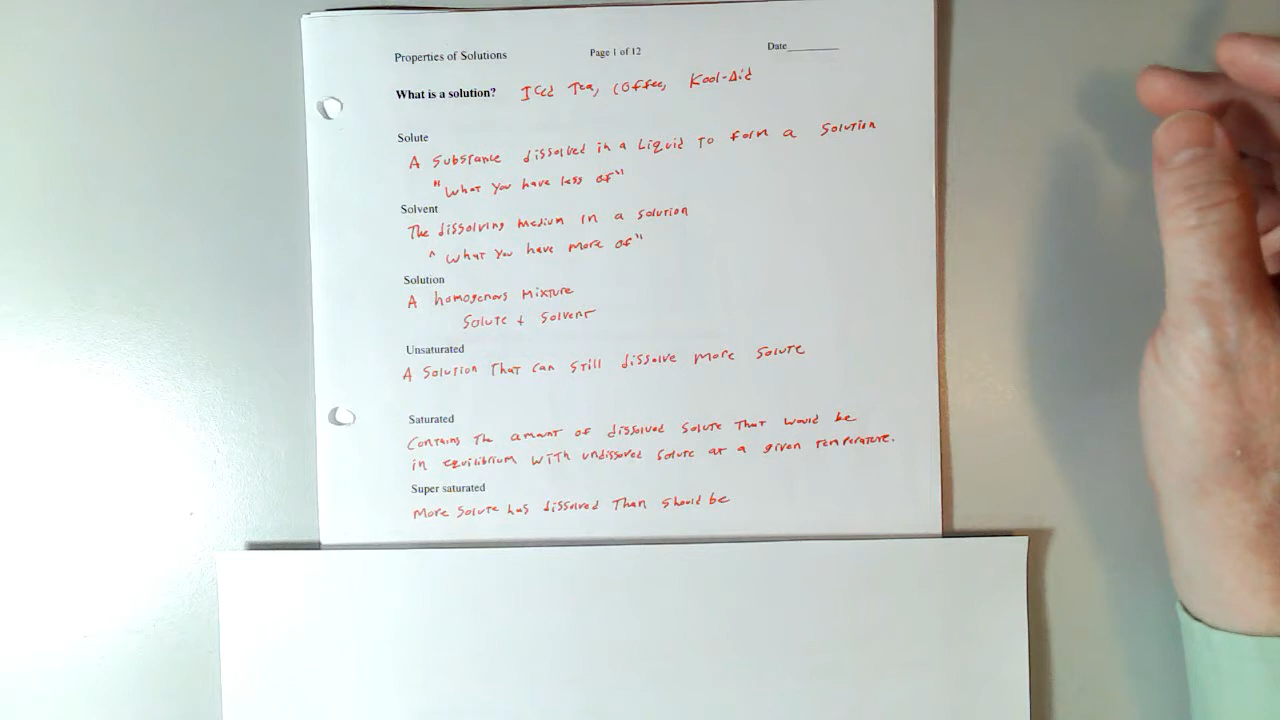 Properties of Solutions Page 1 of 12 Date________
What is a solution? Iced Tea, Coffee, Kool-Aid
Solute
A Substance dissolved in a Liquid To form a Solution
"What You have less of"
Solvent
The dissolving medium in a solution
"What You have more of"
Solution
A homogenous Mixture
Solute + Solvent
Unsaturated
A Solution That Can Still dissolve more Solute
Saturated
Contains The amount of dissolved Solute That would be
in equilibrium with undissoved Solute at a given temperature.
Super saturated
More Solute has dissolved Than Should be